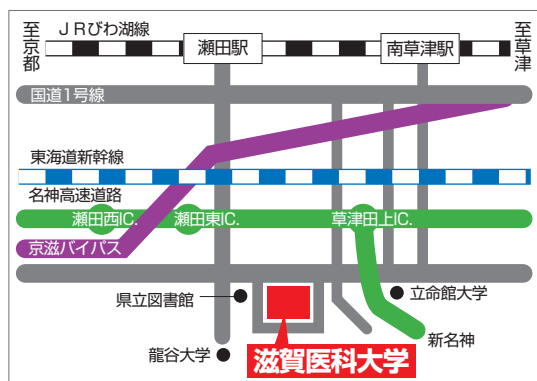 ＪＲびわ湖線
至京都
瀬田駅
南草津駅
至草津
国道1号線
東海道新幹線
名神高速道路
瀬田西IC.
瀬田東IC.
草津田上IC.
京滋バイパス
県立図書館
立命館大学
新名神
龍谷大学
滋賀医科大学